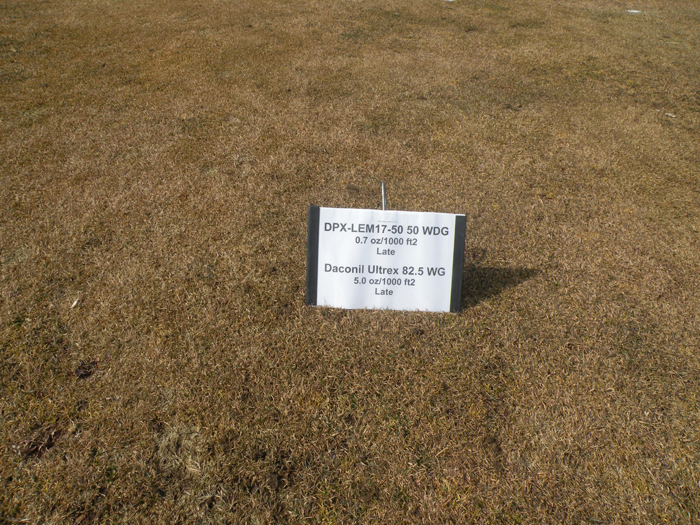 DPX-LEM17-50 50 WDG
0.7 oz/1000 ft2
Late
Daconil Ultrex 82.5 WG
5.0 oz/1000 ft2
Late